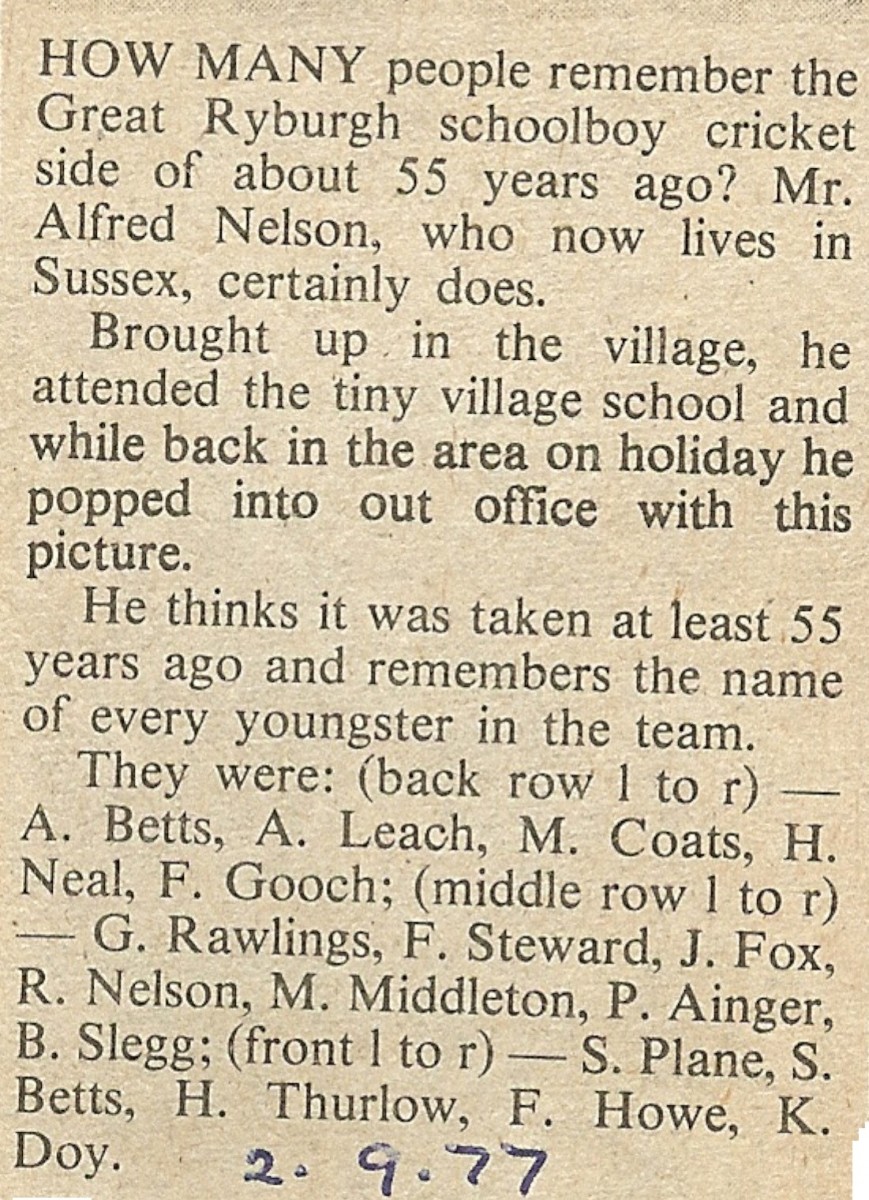 HOW MANY people remember the
Great Ryburgh schoolboy cricket
side of about 55 years ago? Mr.
Alfred Nelson, who now lives in
Sussex, certainly does.
Brought up in the village, he
attended the tiny village school and
while back in the area on holiday he
popped into out office with this
picture.
He thinks it was taken at least 55
years ago and remembers the name
of every youngster in the team.
They were: (back row l to r) —
A. Betts, A. Leach, M. Coats, H.
Neal, F. Gooch; (middle row l to r)
— G. Rawlings, F. Steward, J. Fox,
R. Nelson, M. Middleton, P. Ainger,
B. Slegg; (front l to r) — S. Plane, S.
Betts, H. Thurlow, F. Howe, K.
Doy.
2. 9.77